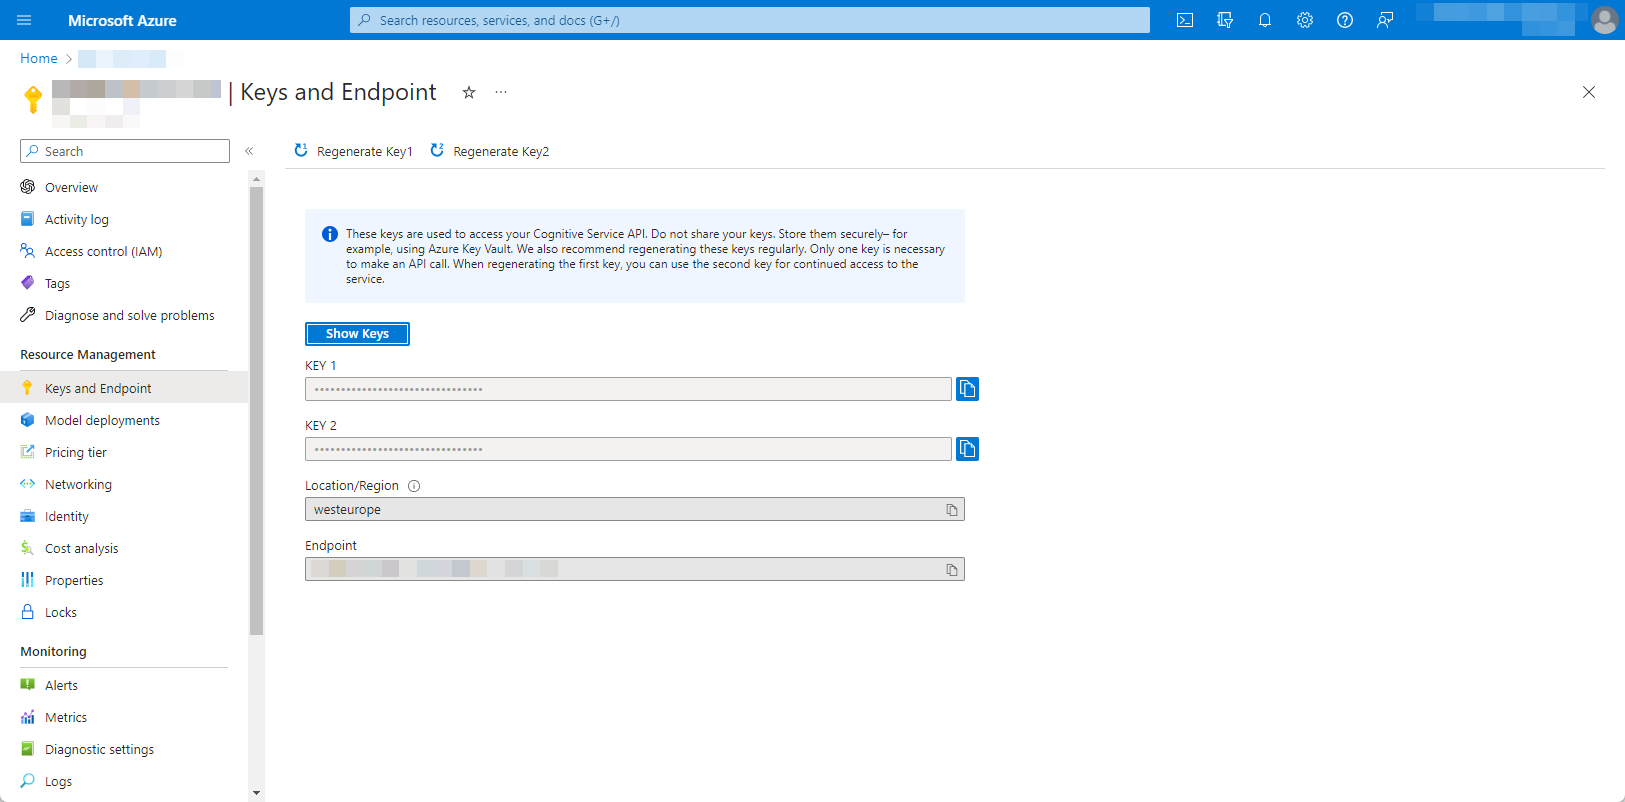 Microsoft Azure
Search resources, services, and docs (G+/)
Home
| Keys and Endpoint
Search
Regenerate Key1
Regenerate Key2
Overview
Activity log
Access control (IAM)
Tags
Diagnose and solve problems
Resource Management
Keys and Endpoint
Model deployments
Pricing tier
Networking
Identity
Cost analysis
Properties
Locks
Monitoring
Alerts
Metrics
Diagnostic settings
Logs
These keys are used to access your Cognitive Service API. Do not share your keys. Store them securely– for
example, using Azure Key Vault. We also recommend regenerating these keys regularly. Only one key is necessary
to make an API call. When regenerating the first key, you can use the second key for continued access to the
service.
Show Keys
KEY 1
KEY 2
Location/Region
westeurope
Endpoint